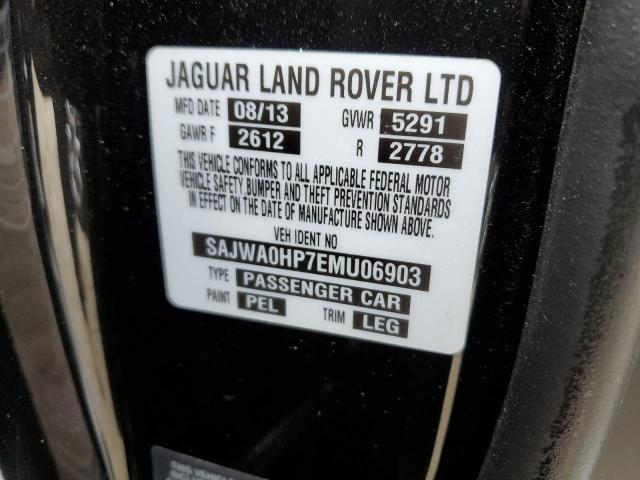 JAGUAR LAND ROVER LTD
MFD DATE 08/13 GVWR 5291
GAWR F 2612 R 2778
THIS VEHICLE CONFORMS TO ALL APPLICABLE FEDERAL MOTOR
VEHICLE SAFETY, BUMPER AND THEFT PREVENTION STANDARDS
IN EFFECT ON THE DATE OF MANUFACTURE SHOWN ABOVE.
VEH IDENT NO
SAJWA0HP7EMU06903
TYPE PASSENGER CAR
PAINT PEL TRIM LEG
THIS VEHICLE